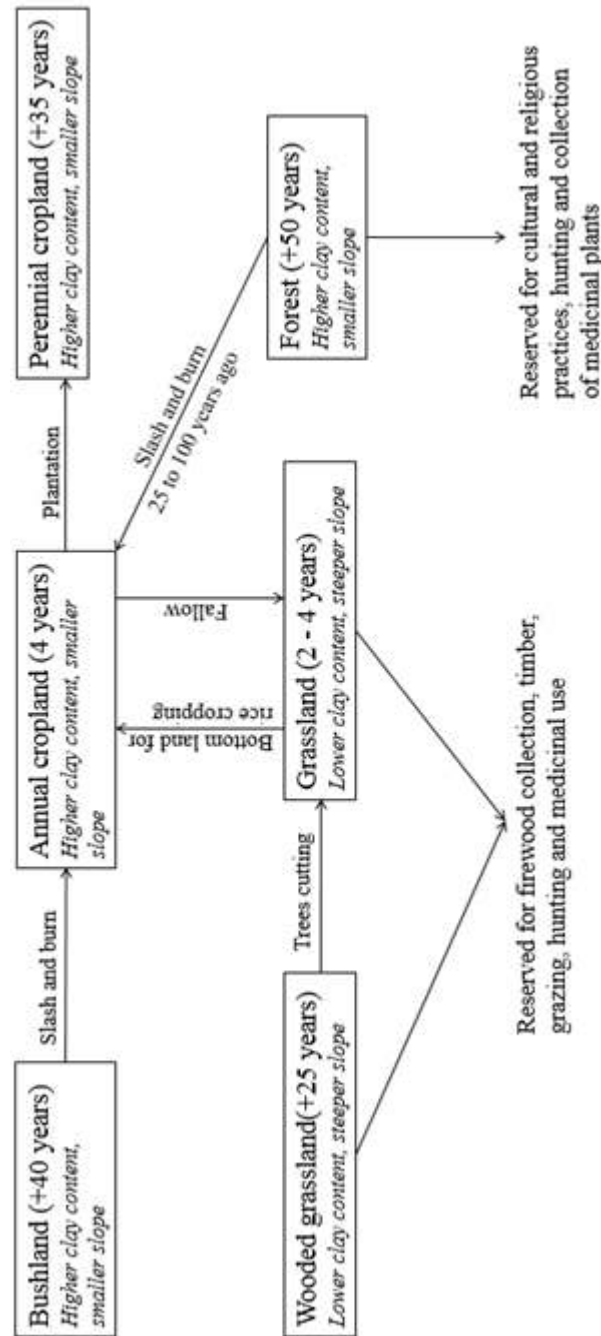 Bushland (+40 years)
Higher clay content,
smaller slope
Slash and burn
Annual cropland (4 years)
Higher clay content, smaller
slope
Plantation
Perennial cropland (+35 years)
Higher clay content, smaller slope
Bottom land for
rice cropping
Fallow
Slash and burn
25 to 100 years ago
Wooded grassland(+25 years)
Lower clay content, steeper slope
Trees cutting
Grassland (2 - 4 years)
Lower clay content, steeper slope
Forest (+50 years)
Higher clay content,
smaller slope
Reserved for firewood collection, timber,
grazing, hunting and medicinal use
Reserved for cultural and religious
practices, hunting and collection
of medicinal plants